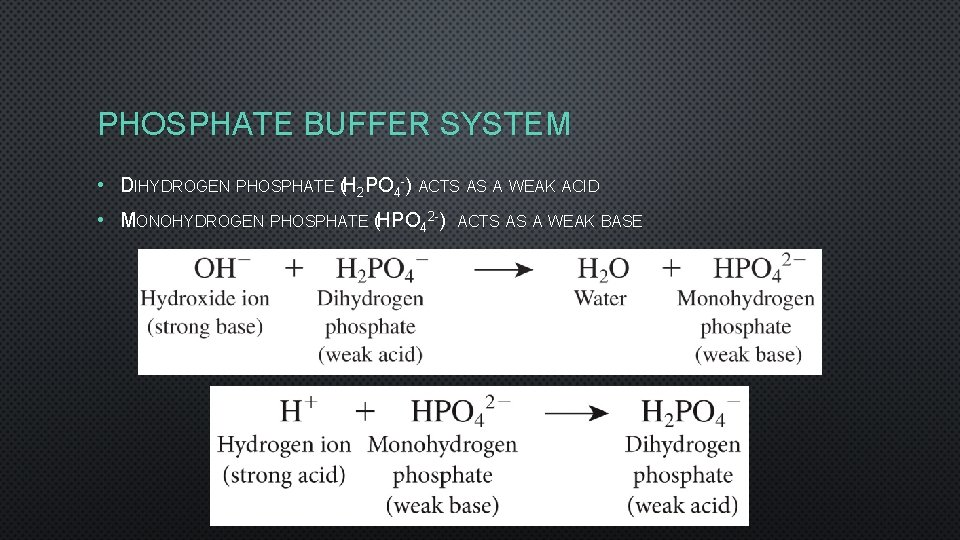 PHOSPHATE BUFFER SYSTEM
• DIHYDROGEN PHOSPHATE (H₂PO₄⁻) ACTS AS A WEAK ACID
• MONOHYDROGEN PHOSPHATE (HPO₄²⁻) ACTS AS A WEAK BASE
OH⁻ + H₂PO₄⁻ → H₂O + HPO₄²⁻
Hydroxide ion Dihydrogen Water Monohydrogen
(strong base) phosphate phosphate
(weak acid) (weak base)
H⁺ + HPO₄²⁻ → H₂PO₄⁻
Hydrogen ion Monohydrogen Dihydrogen
(strong acid) phosphate phosphate
(weak base) (weak acid)